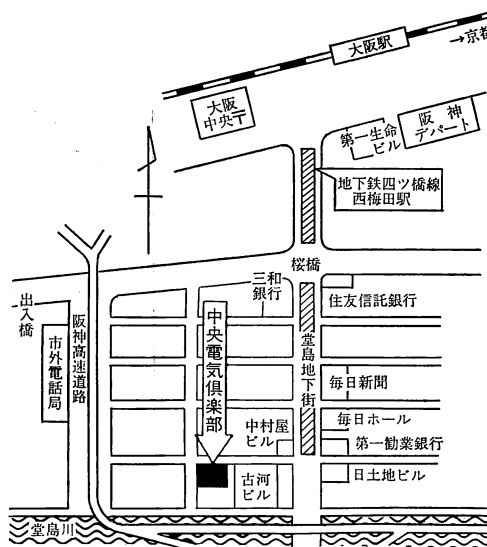 大阪駅
→京都
大阪
中央〒
阪神
デパート
第一生命
ビル
地下鉄四ツ橋線
西梅田駅
桜橋
三和
銀行
住友信託銀行
出入橋
阪神高速道路
市外電話局
中央電気倶楽部
堂島地下街
毎日新聞
毎日ホール
中村屋
ビル
第一勧業銀行
古河
ビル
日土地ビル
堂島川